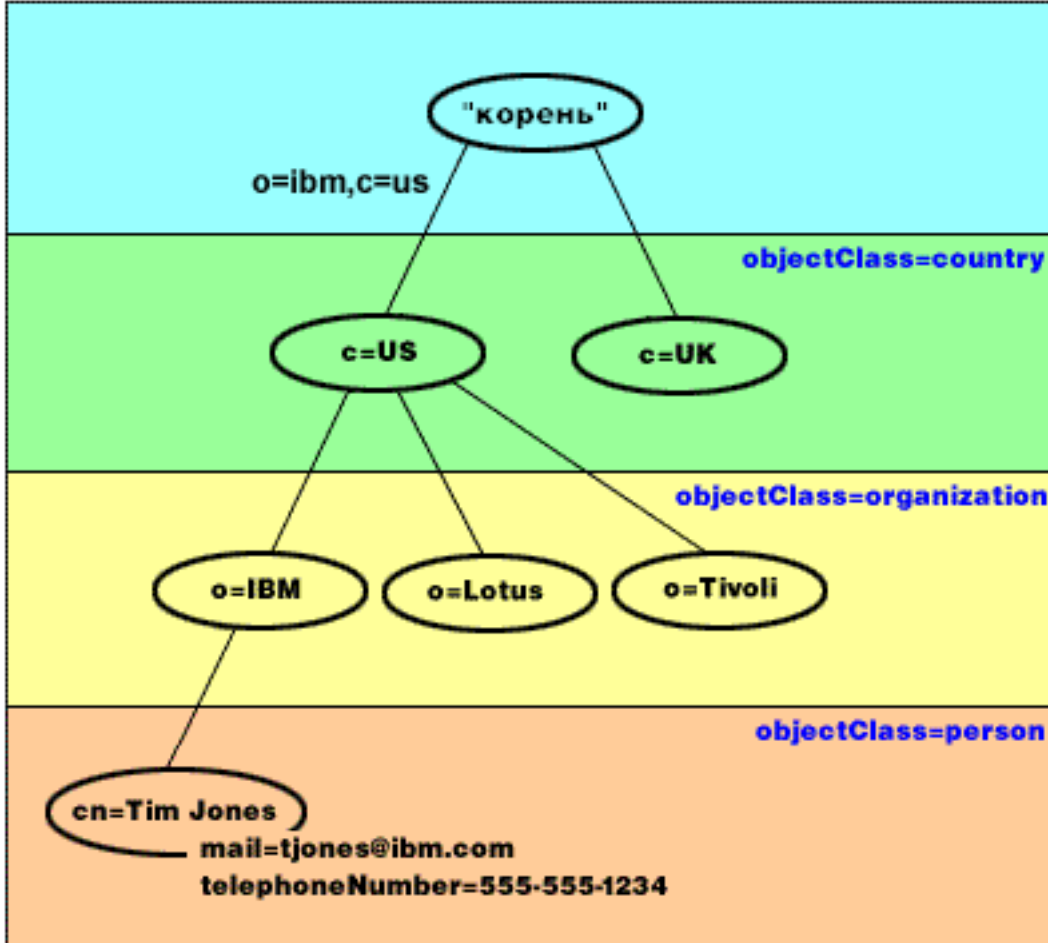 "корень"
o=ibm,c=us
objectClass=country
c=US
c=UK
objectClass=organization
o=IBM
o=Lotus
o=Tivoli
objectClass=person
cn=Tim Jones
mail=tjones@ibm.com
telephoneNumber=555-555-1234